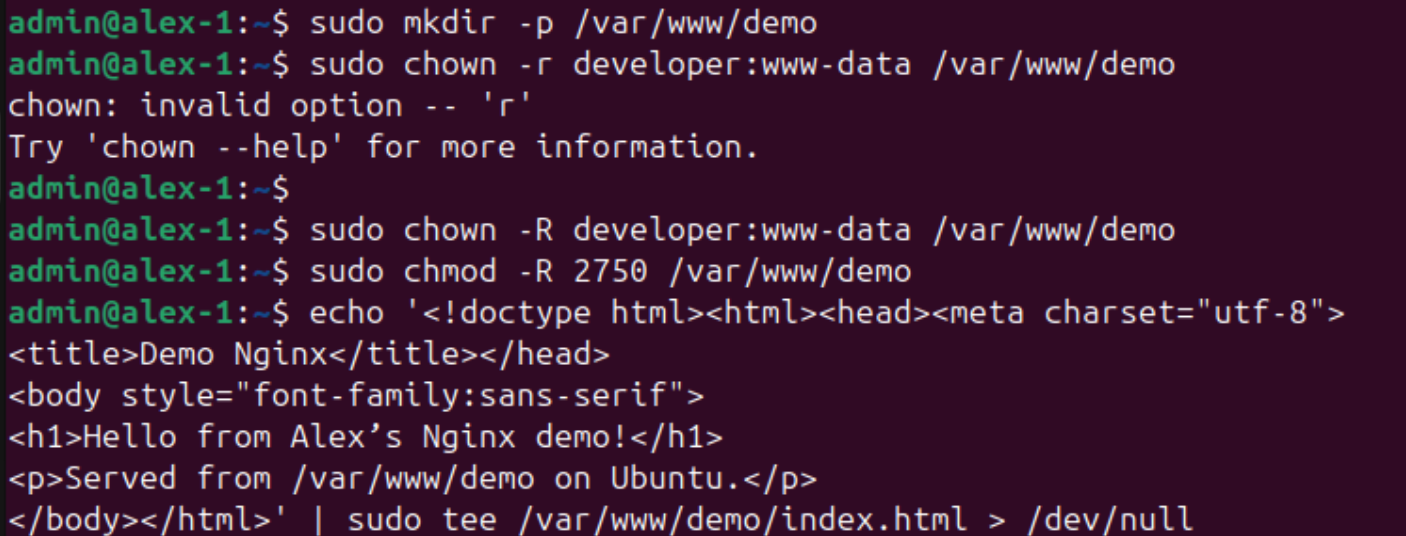 admin@alex-1:~$ sudo mkdir -p /var/www/demo
admin@alex-1:~$ sudo chown -r developer:www-data /var/www/demo
chown: invalid option -- 'r'
Try 'chown --help' for more information.
admin@alex-1:~$
admin@alex-1:~$ sudo chown -R developer:www-data /var/www/demo
admin@alex-1:~$ sudo chmod -R 2750 /var/www/demo
admin@alex-1:~$ echo '<!doctype html><html><head><meta charset="utf-8">
<title>Demo Nginx</title></head>
<body style="font-family:sans-serif">
<h1>Hello from Alex’s Nginx demo!</h1>
<p>Served from /var/www/demo on Ubuntu.</p>
</body></html>' | sudo tee /var/www/demo/index.html > /dev/null